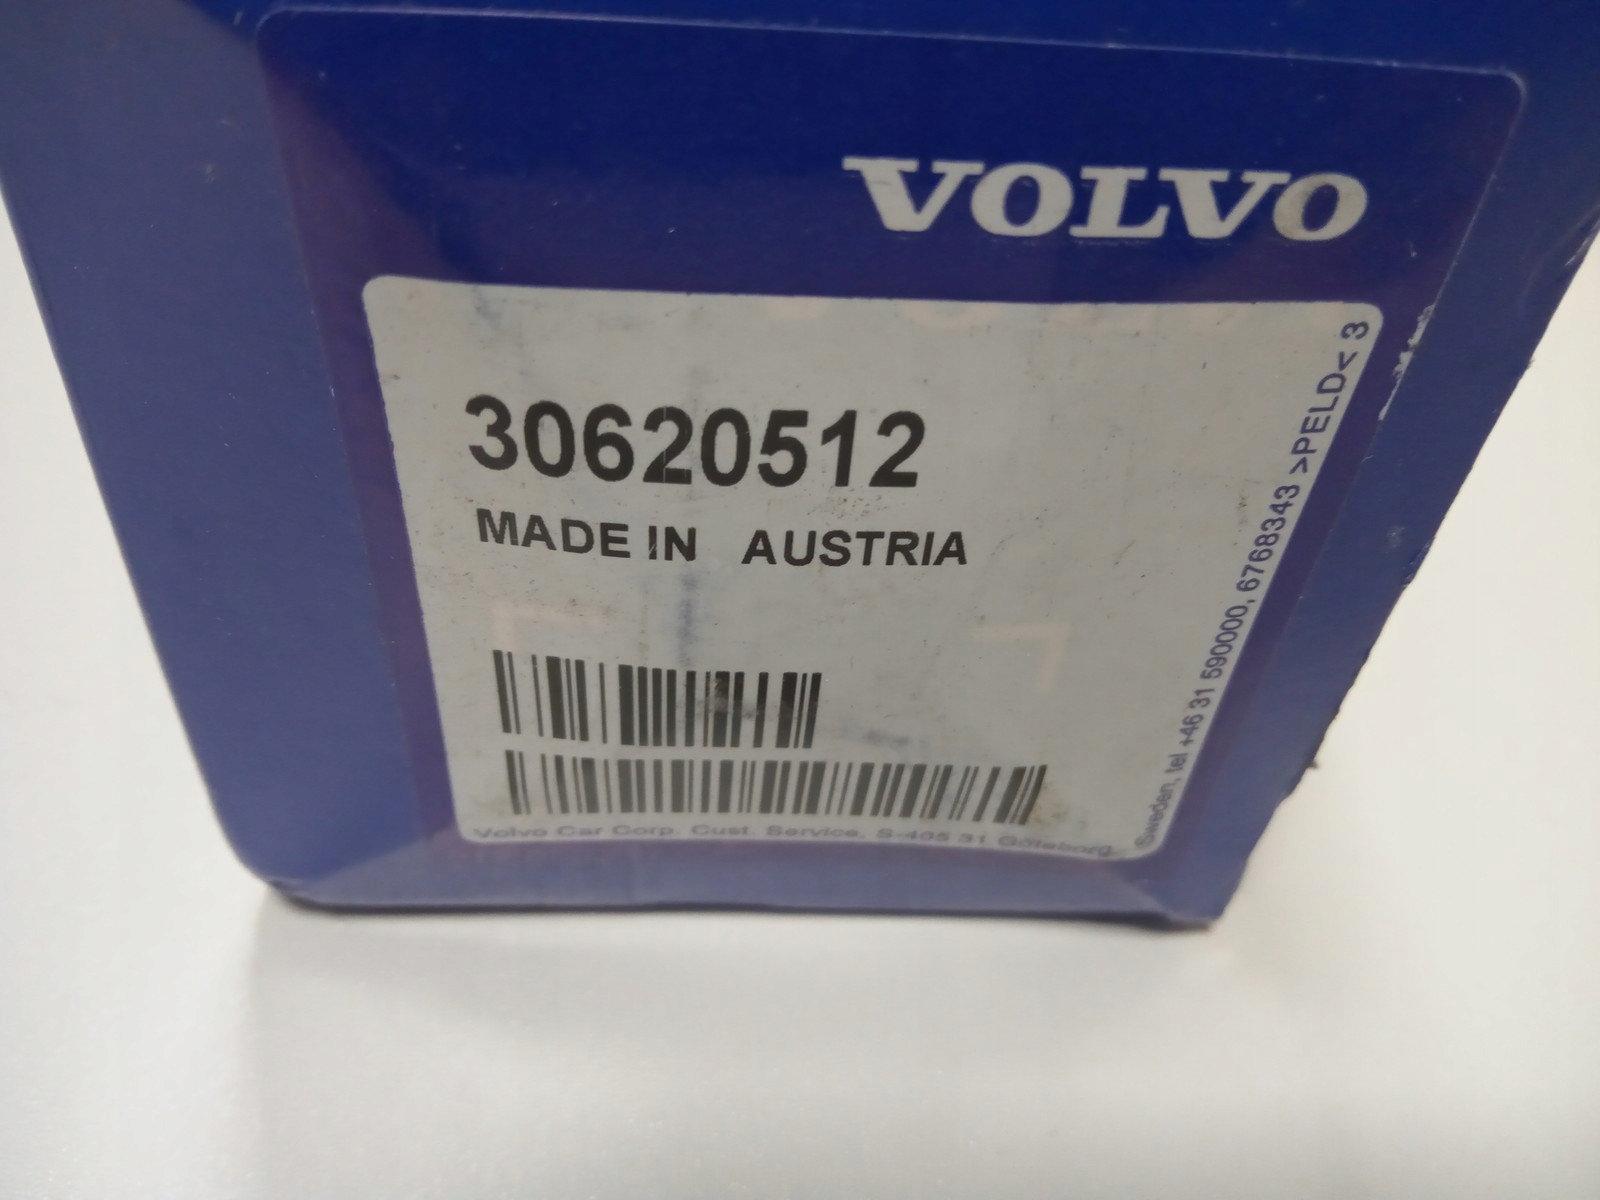 VOLVO
30620512
MADE IN AUSTRIA
Volvo Car Corp. Cust. Service, S-405 31 Göteborg,
Sweden, tel +46 31 590000, 6768343 >PELD< 3